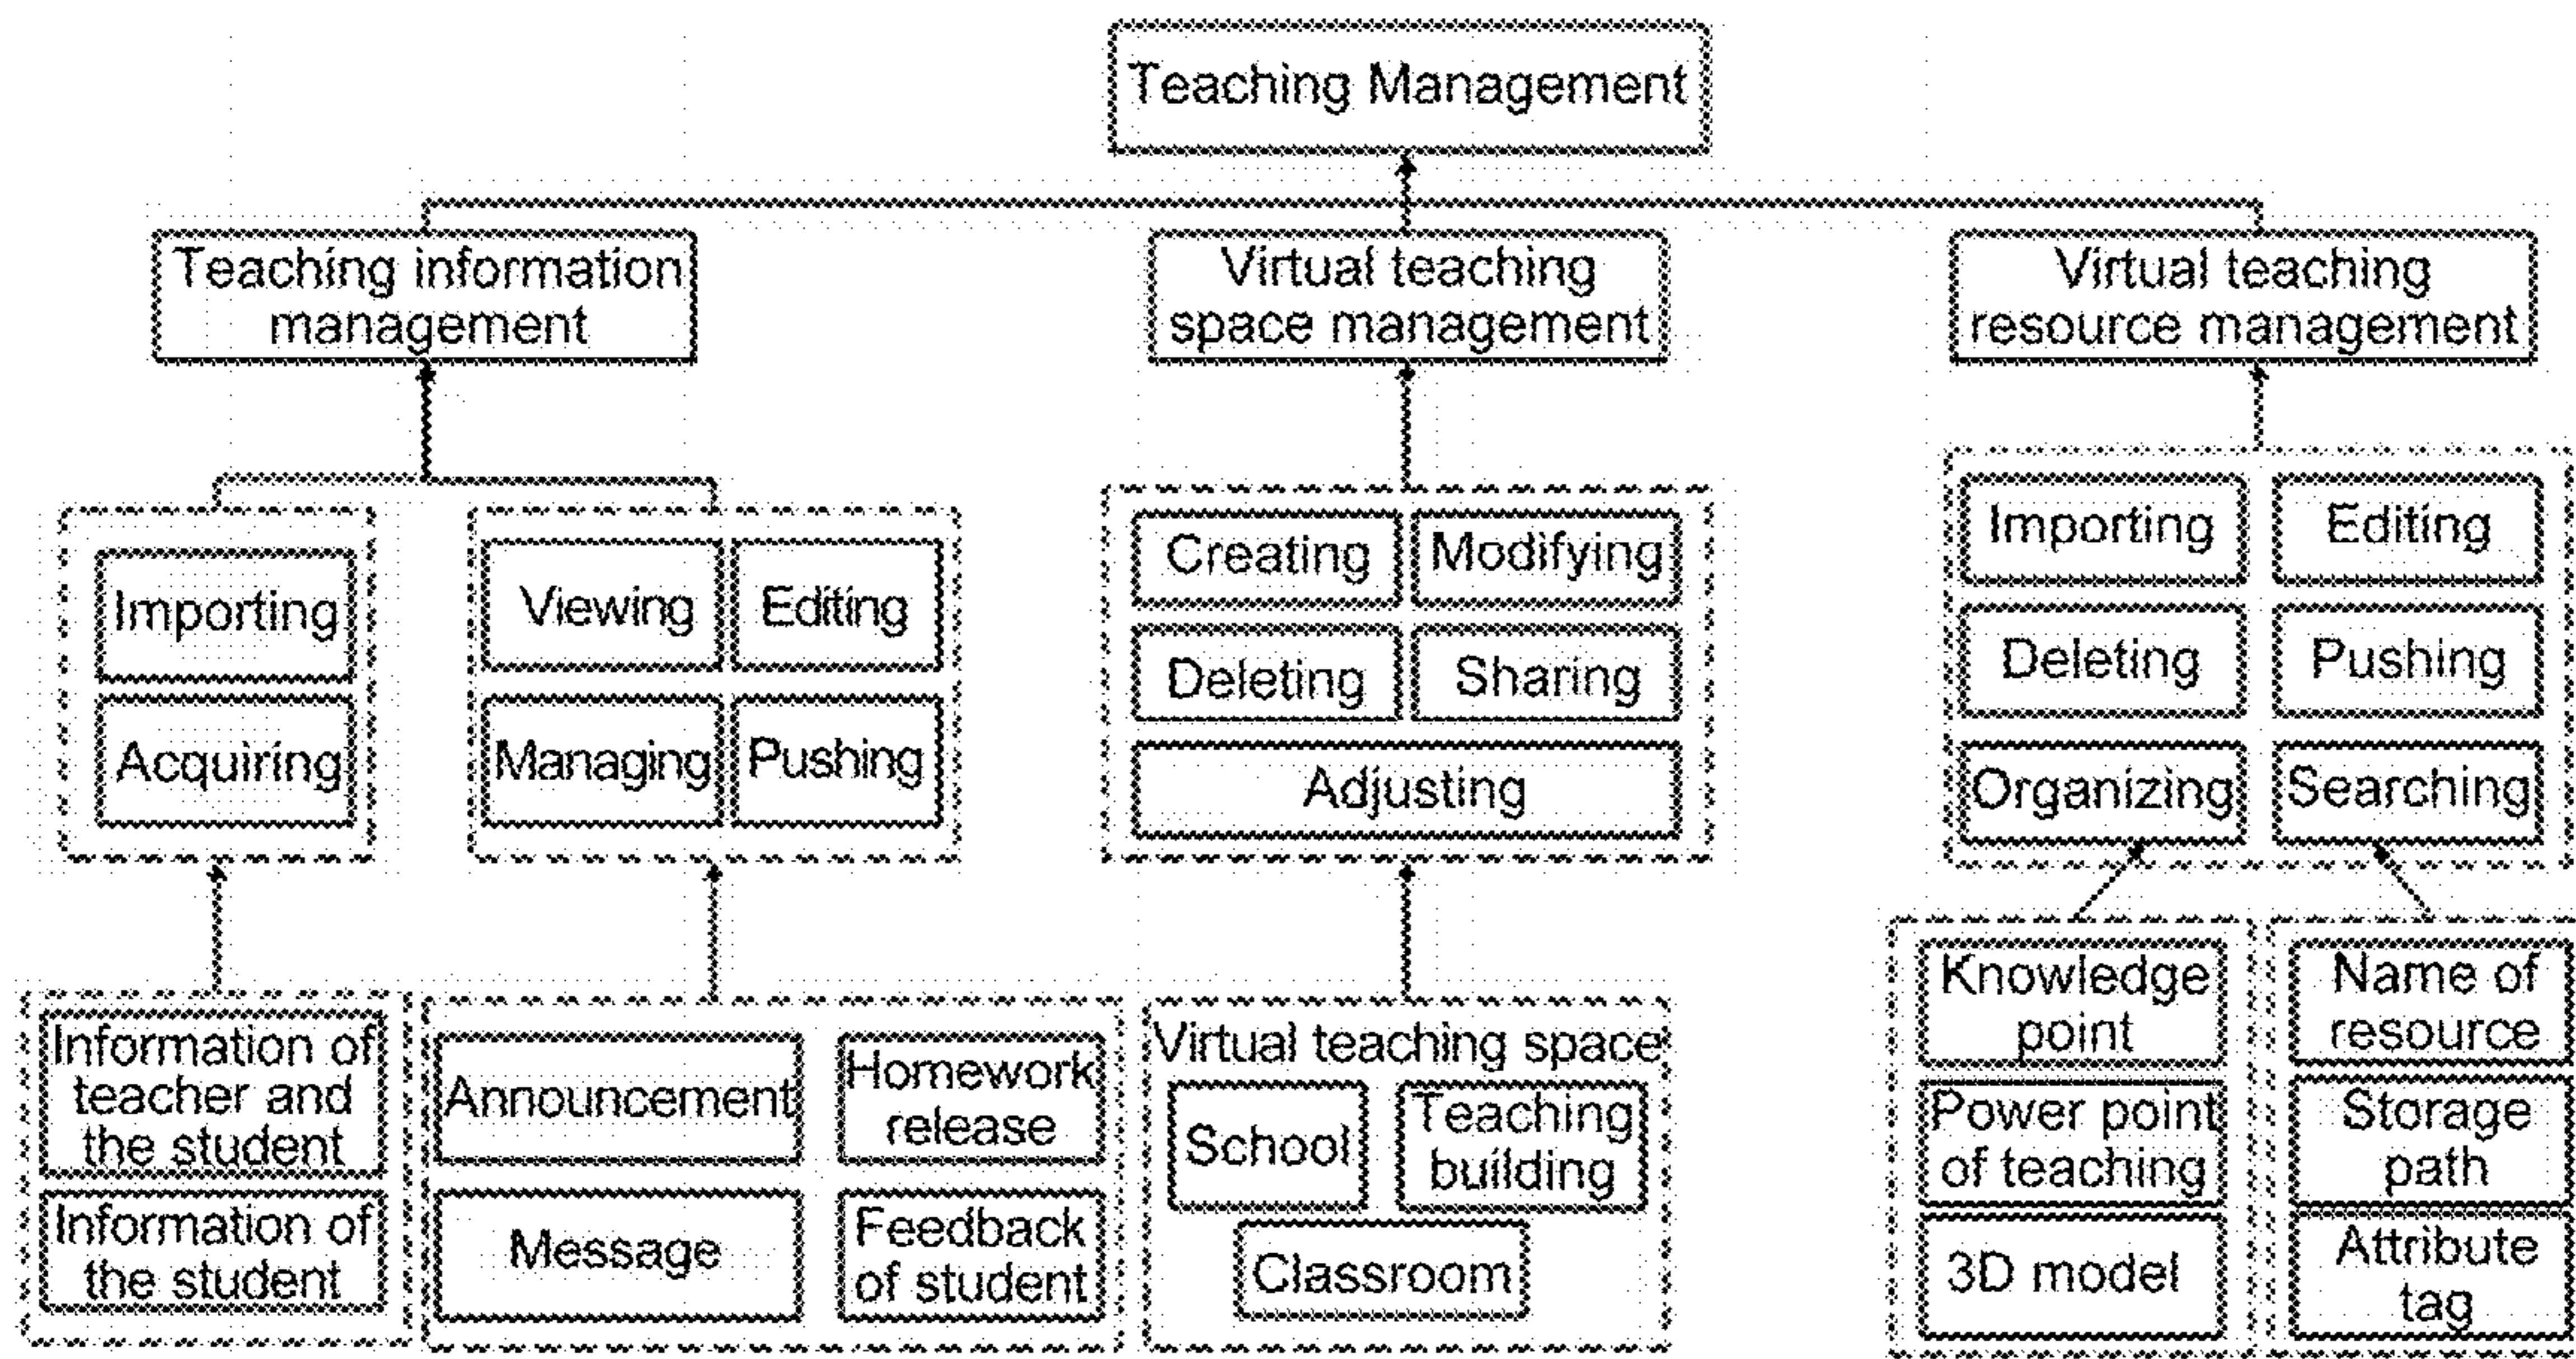 Teaching Management
Teaching information
management
Virtual teaching
space management
Virtual teaching
resource management
Importing
Acquiring
Viewing
Editing
Managing
Pushing
Creating
Modifying
Deleting
Sharing
Adjusting
Importing
Editing
Deleting
Pushing
Organizing
Searching
Information of
teacher and
the student
Information of
the student
Announcement
Homework
release
Message
Feedback
of student
Virtual teaching space
School
Teaching
building
Classroom
Knowledge
point
Power point
of teaching
3D model
Name of
resource
Storage
path
Attribute
tag